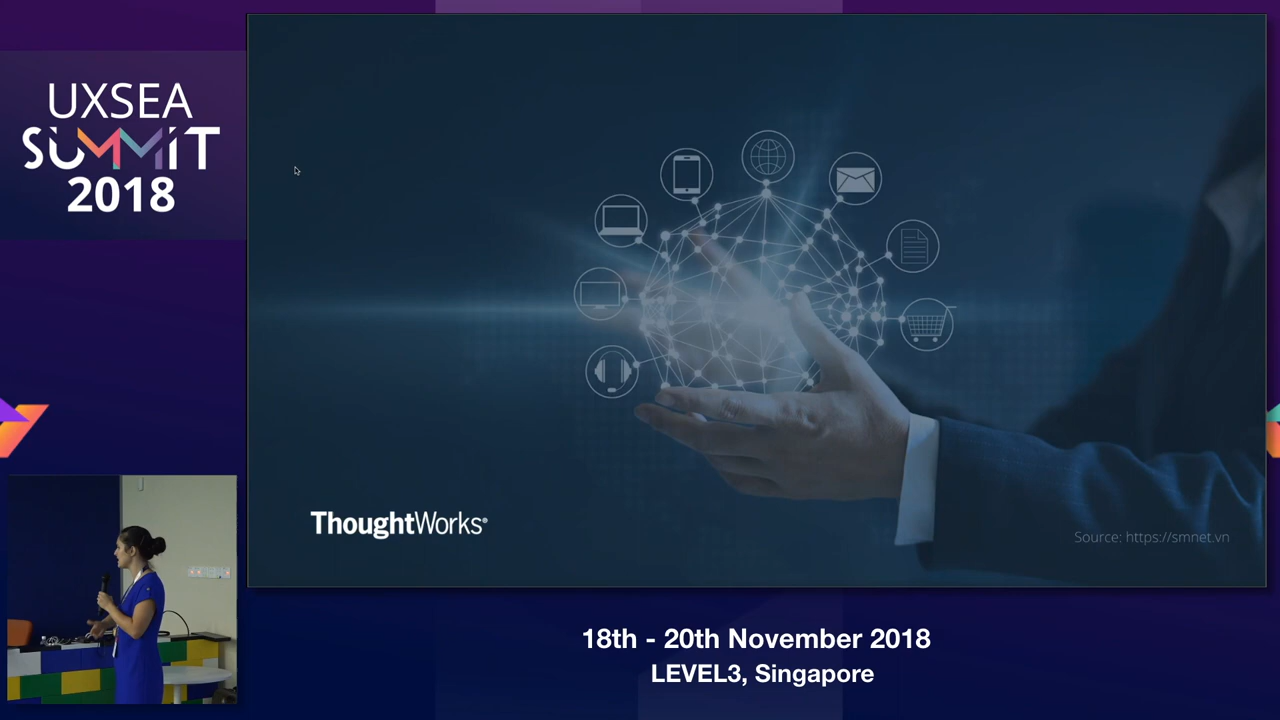 UXSEA
SUMMIT
2018
ThoughtWorks®
Source: https://smnet.vn
18th - 20th November 2018
LEVEL3, Singapore